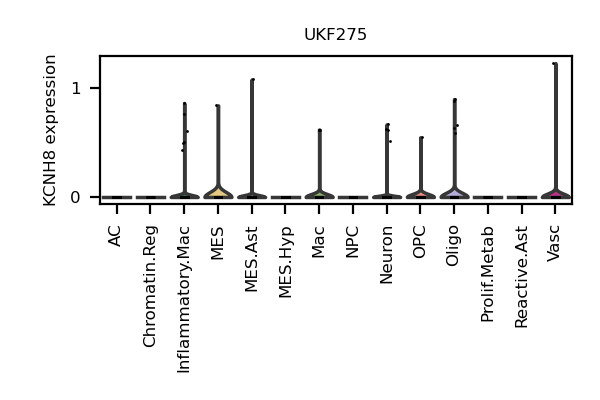 UKF275
KCNH8 expression
1
0
AC
Chromatin.Reg
Inflammatory.Mac
MES
MES.Ast
MES.Hyp
Mac
NPC
Neuron
OPC
Oligo
Prolif.Metab
Reactive.Ast
Vasc